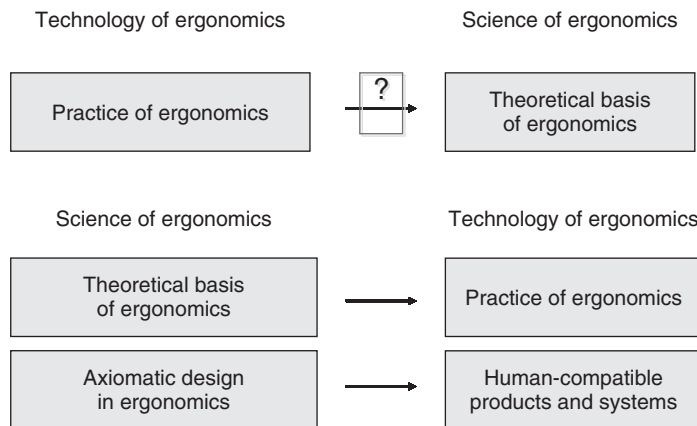 Technology of ergonomics
Science of ergonomics
Practice of ergonomics
?
Theoretical basis
of ergonomics
Science of ergonomics
Technology of ergonomics
Theoretical basis
of ergonomics
Practice of ergonomics
Axiomatic design
in ergonomics
Human-compatible
products and systems